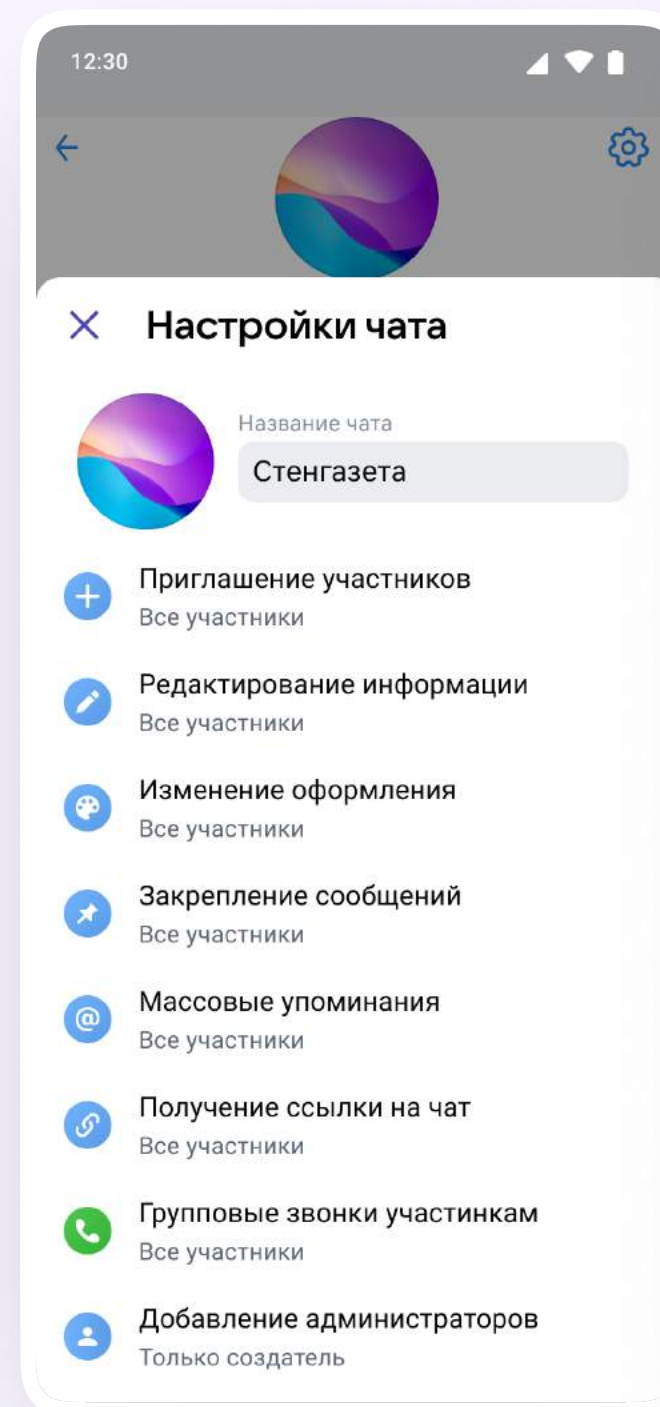 12:30
Настройки чата
Название чата
Стенгазета
Приглашение участников
Все участники
Редактирование информации
Все участники
Изменение оформления
Все участники
Закрепление сообщений
Все участники
Массовые упоминания
Все участники
Получение ссылки на чат
Все участники
Групповые звонки участинкам
Все участники
Добавление администраторов
Только создатель